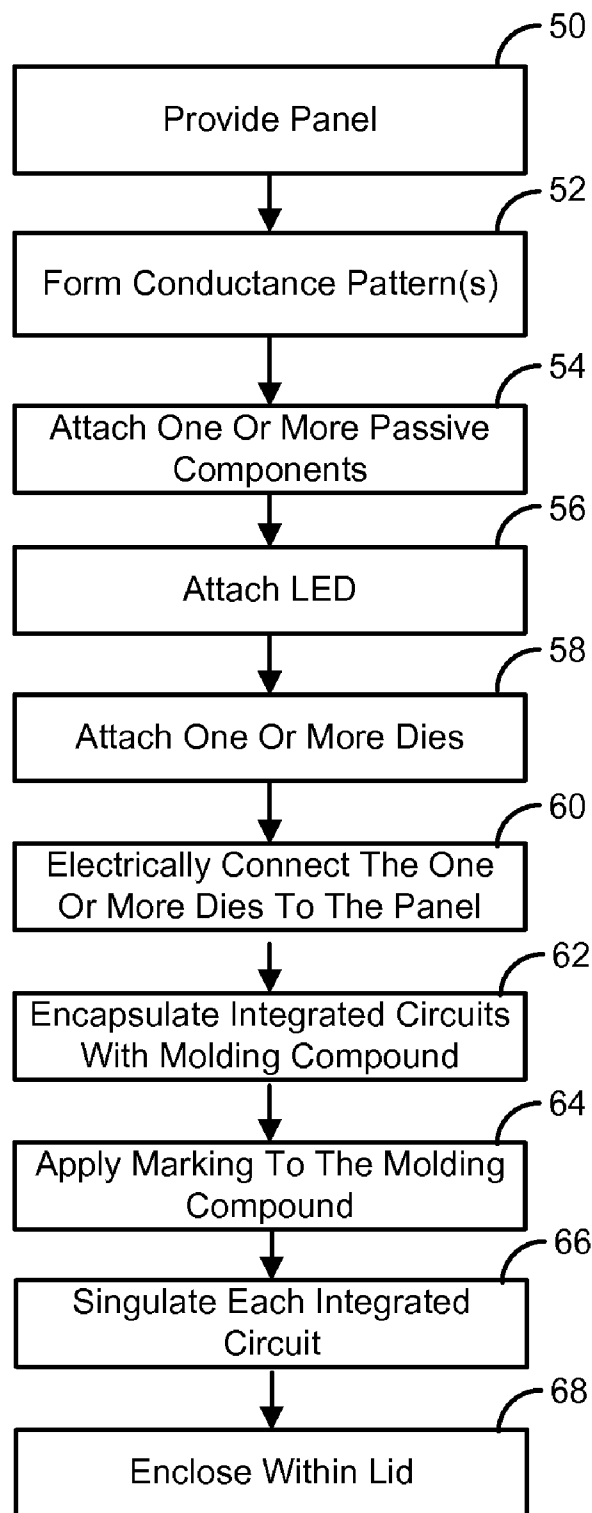 50
Provide Panel
52
Form Conductance Pattern(s)
54
Attach One Or More Passive
Components
56
Attach LED
58
Attach One Or More Dies
60
Electrically Connect The One
Or More Dies To The Panel
62
Encapsulate Integrated Circuits
With Molding Compound
64
Apply Marking To The Molding
Compound
66
Singulate Each Integrated
Circuit
68
Enclose Within Lid